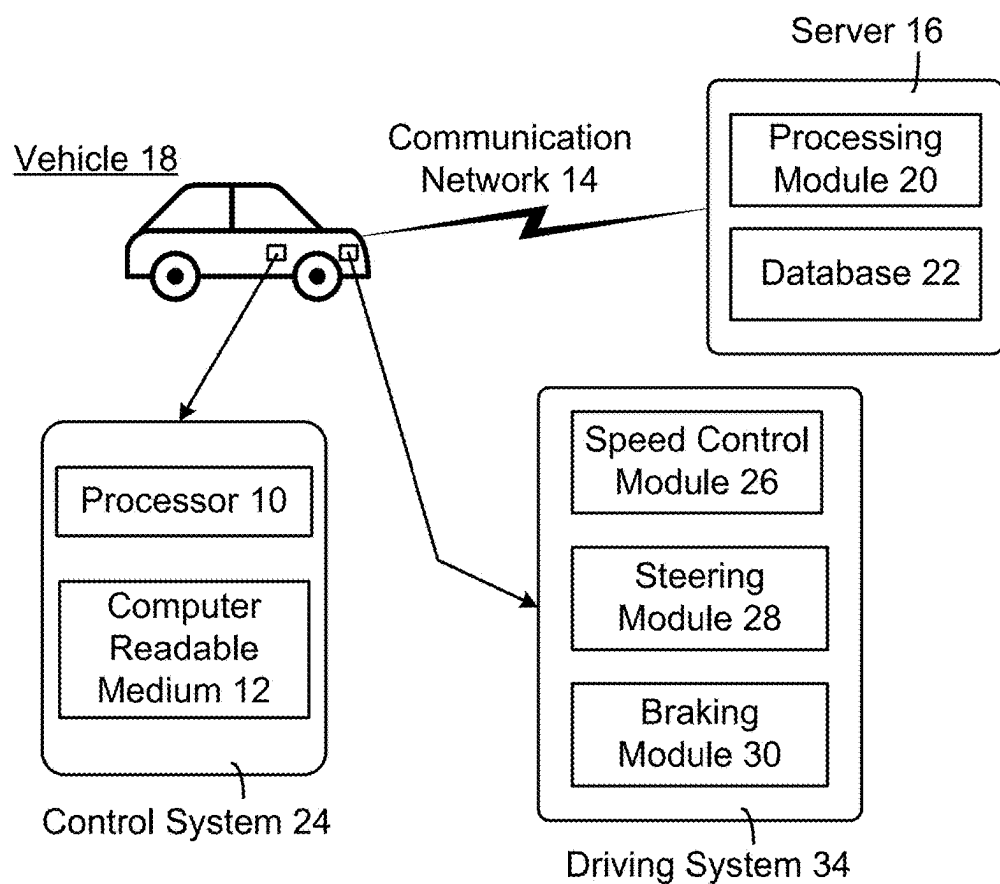 Server 16
Processing
Module 20
Database 22
Communication
Network 14
Vehicle 18
Processor 10
Computer
Readable
Medium 12
Control System 24
Speed Control
Module 26
Steering
Module 28
Braking
Module 30
Driving System 34